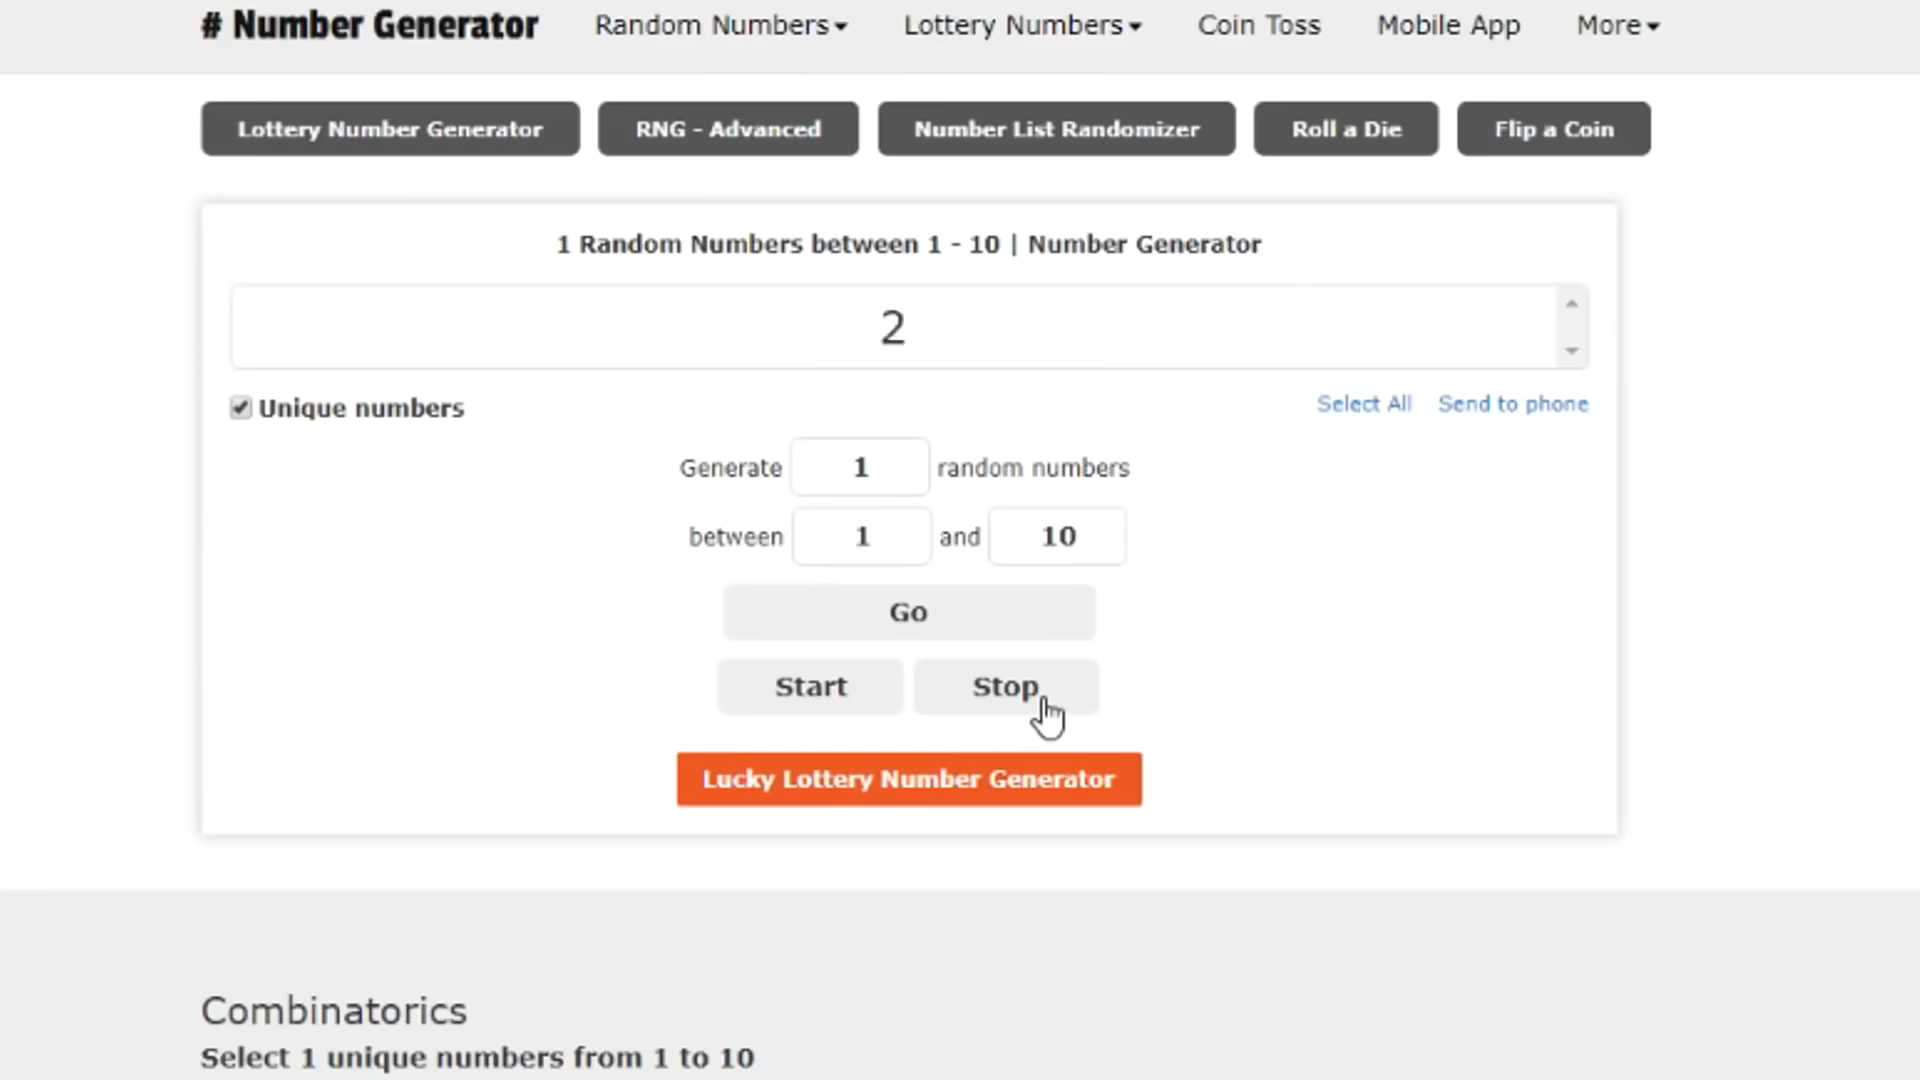 # Number Generator Random Numbers Lottery Numbers Coin Toss Mobile App More
Lottery Number Generator RNG - Advanced Number List Randomizer Roll a Die Flip a Coin
1 Random Numbers between 1 - 10 | Number Generator
2
Unique numbers Select All Send to phone
Generate 1 random numbers
between 1 and 10
Go
Start Stop
Lucky Lottery Number Generator
Combinatorics
Select 1 unique numbers from 1 to 10